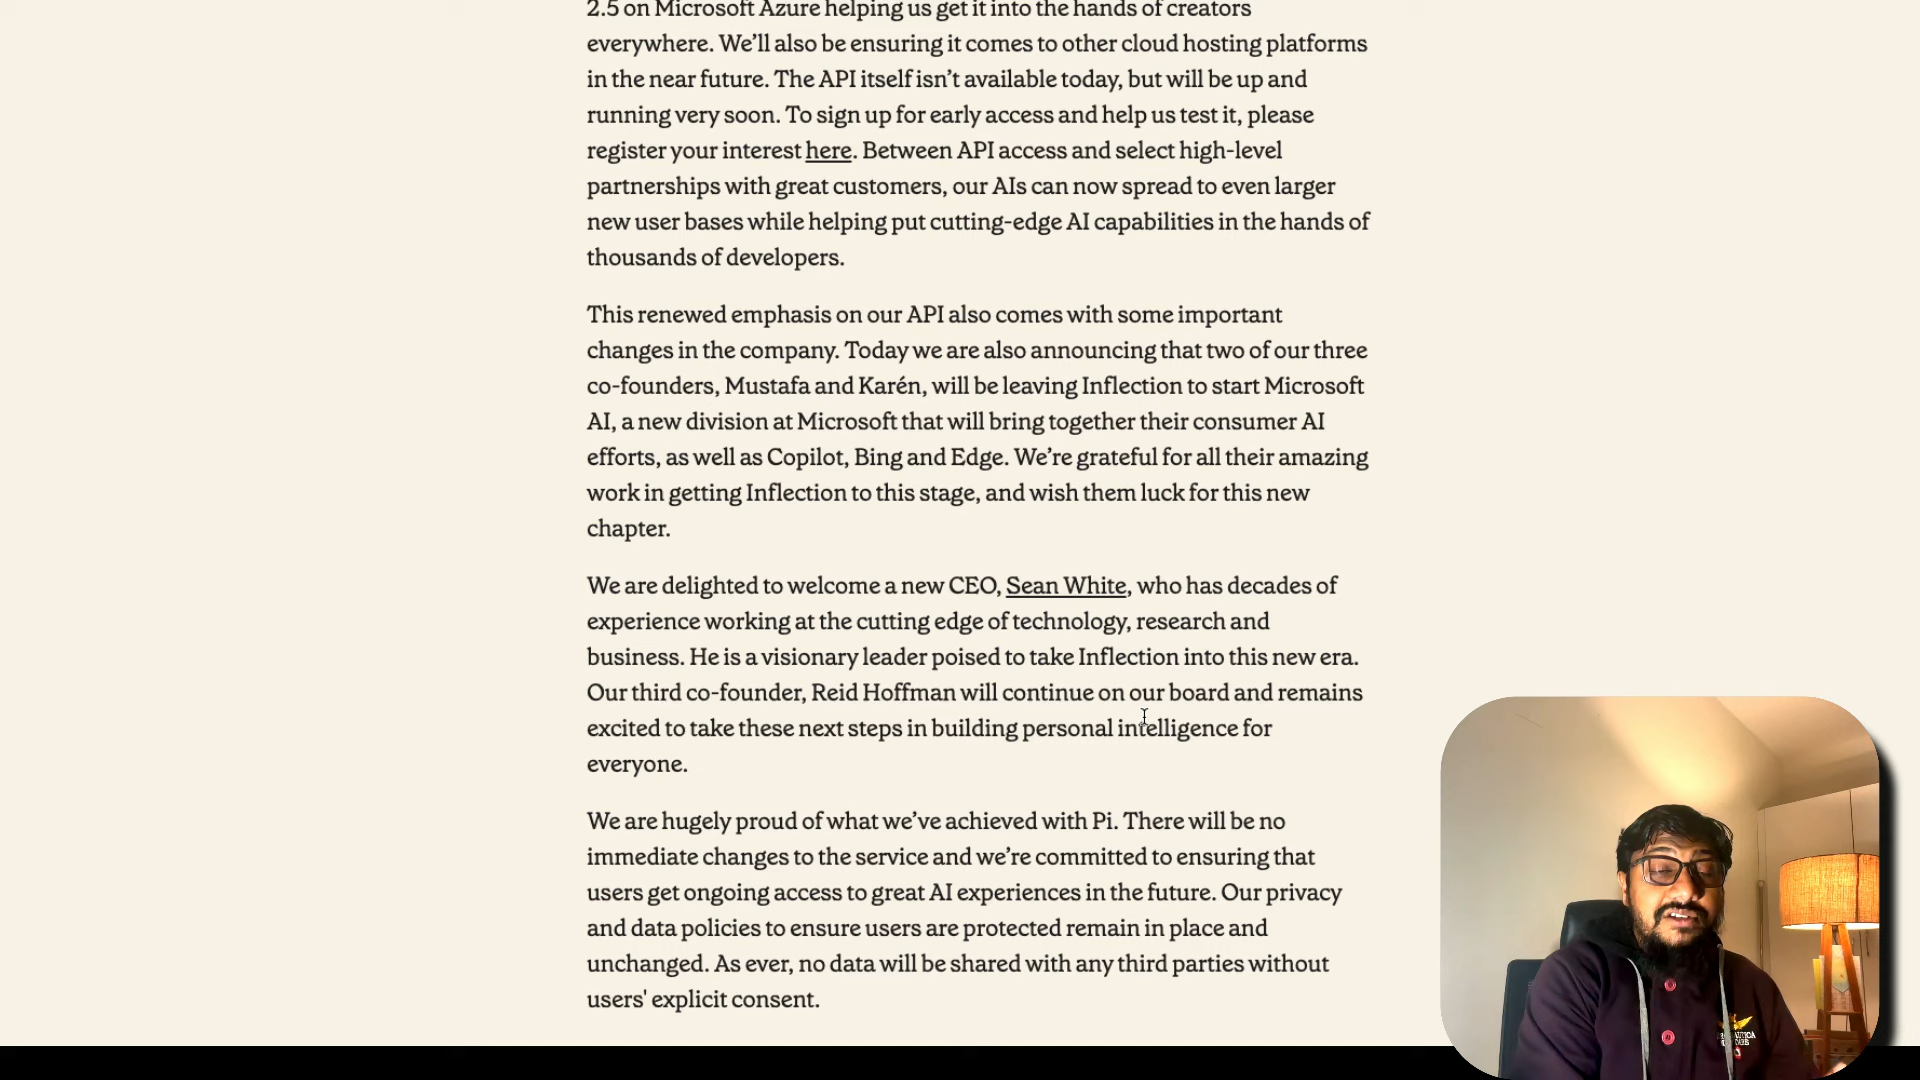 2.5 on Microsoft Azure helping us get it into the hands of creators
everywhere. We’ll also be ensuring it comes to other cloud hosting platforms
in the near future. The API itself isn’t available today, but will be up and
running very soon. To sign up for early access and help us test it, please
register your interest here. Between API access and select high-level
partnerships with great customers, our AIs can now spread to even larger
new user bases while helping put cutting-edge AI capabilities in the hands of
thousands of developers.
This renewed emphasis on our API also comes with some important
changes in the company. Today we are also announcing that two of our three
co-founders, Mustafa and Karén, will be leaving Inflection to start Microsoft
AI, a new division at Microsoft that will bring together their consumer AI
efforts, as well as Copilot, Bing and Edge. We’re grateful for all their amazing
work in getting Inflection to this stage, and wish them luck for this new
chapter.
We are delighted to welcome a new CEO, Sean White, who has decades of
experience working at the cutting edge of technology, research and
business. He is a visionary leader poised to take Inflection into this new era.
Our third co-founder, Reid Hoffman will continue on our board and remains
excited to take these next steps in building personal intelligence for
everyone.
We are hugely proud of what we’ve achieved with Pi. There will be no
immediate changes to the service and we’re committed to ensuring that
users get ongoing access to great AI experiences in the future. Our privacy
and data policies to ensure users are protected remain in place and
unchanged. As ever, no data will be shared with any third parties without
users' explicit consent.